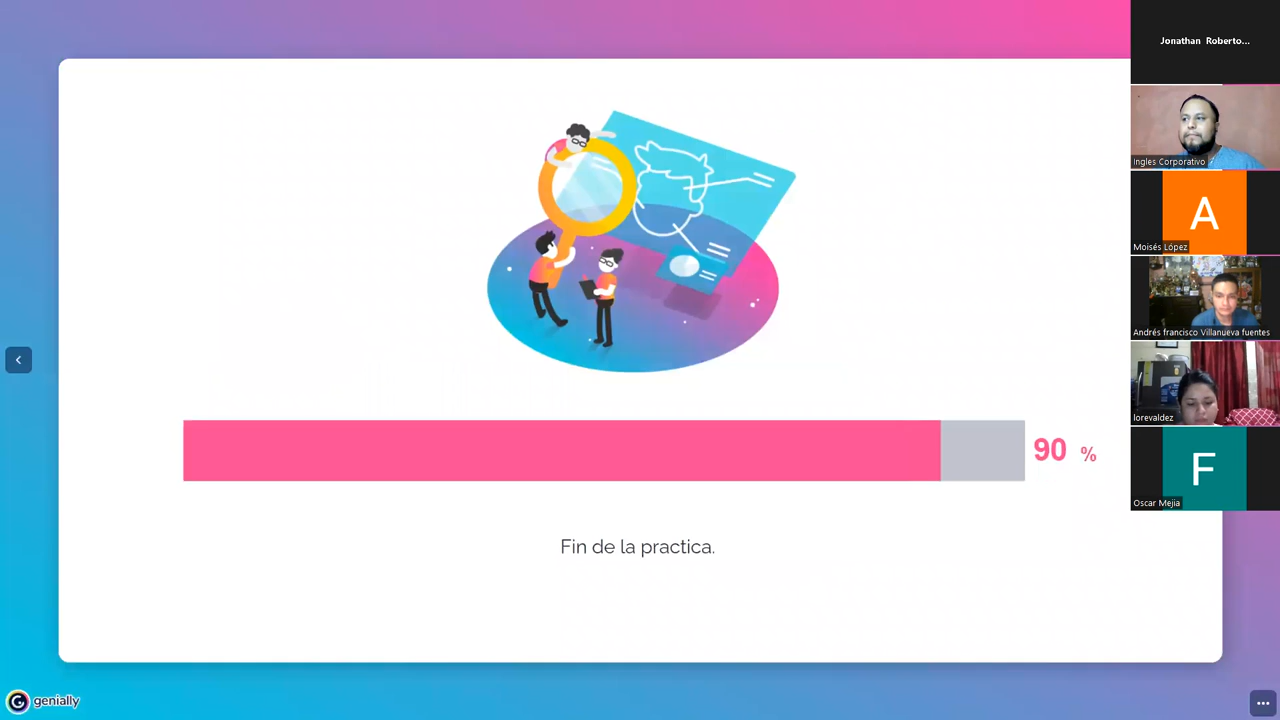 Jonathan Roberto...
Ingles Corporativo
A
Moisés López
Andrés francisco Villanueva fuentes
lorevaldez
F
Oscar Mejia
90 %
Fin de la practica.
genially